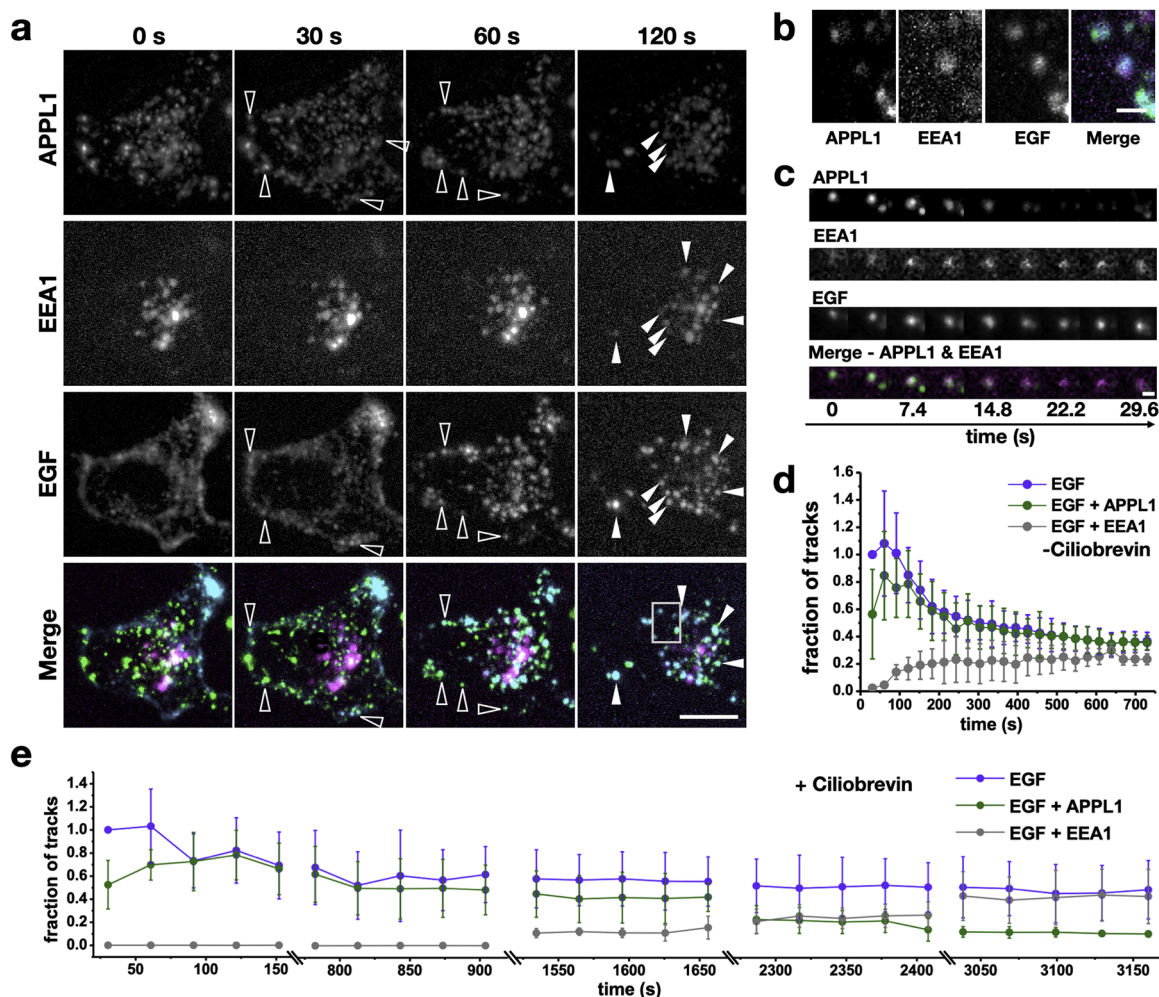 a
0 s 30 s 60 s 120 s
APPL1
EEA1
EGF
Merge
b
APPL1 EEA1 EGF Merge
c
APPL1
EEA1
EGF
Merge - APPL1 & EEA1
0 7.4 14.8 22.2 29.6
time (s)
d
EGF
EGF + APPL1
EGF + EEA1
-Ciliobrevin
fraction of tracks
1.6
1.4
1.2
1.0
0.8
0.6
0.4
0.2
0.0
0 100 200 300 400 500 600 700
time (s)
e
+ Ciliobrevin
EGF
EGF + APPL1
EGF + EEA1
fraction of tracks
1.4
1.2
1.0
0.8
0.6
0.4
0.2
0.0
50 100 150 800 850 900 1550 1600 1650 2300 2350 2400 3050 3100 3150
time (s)